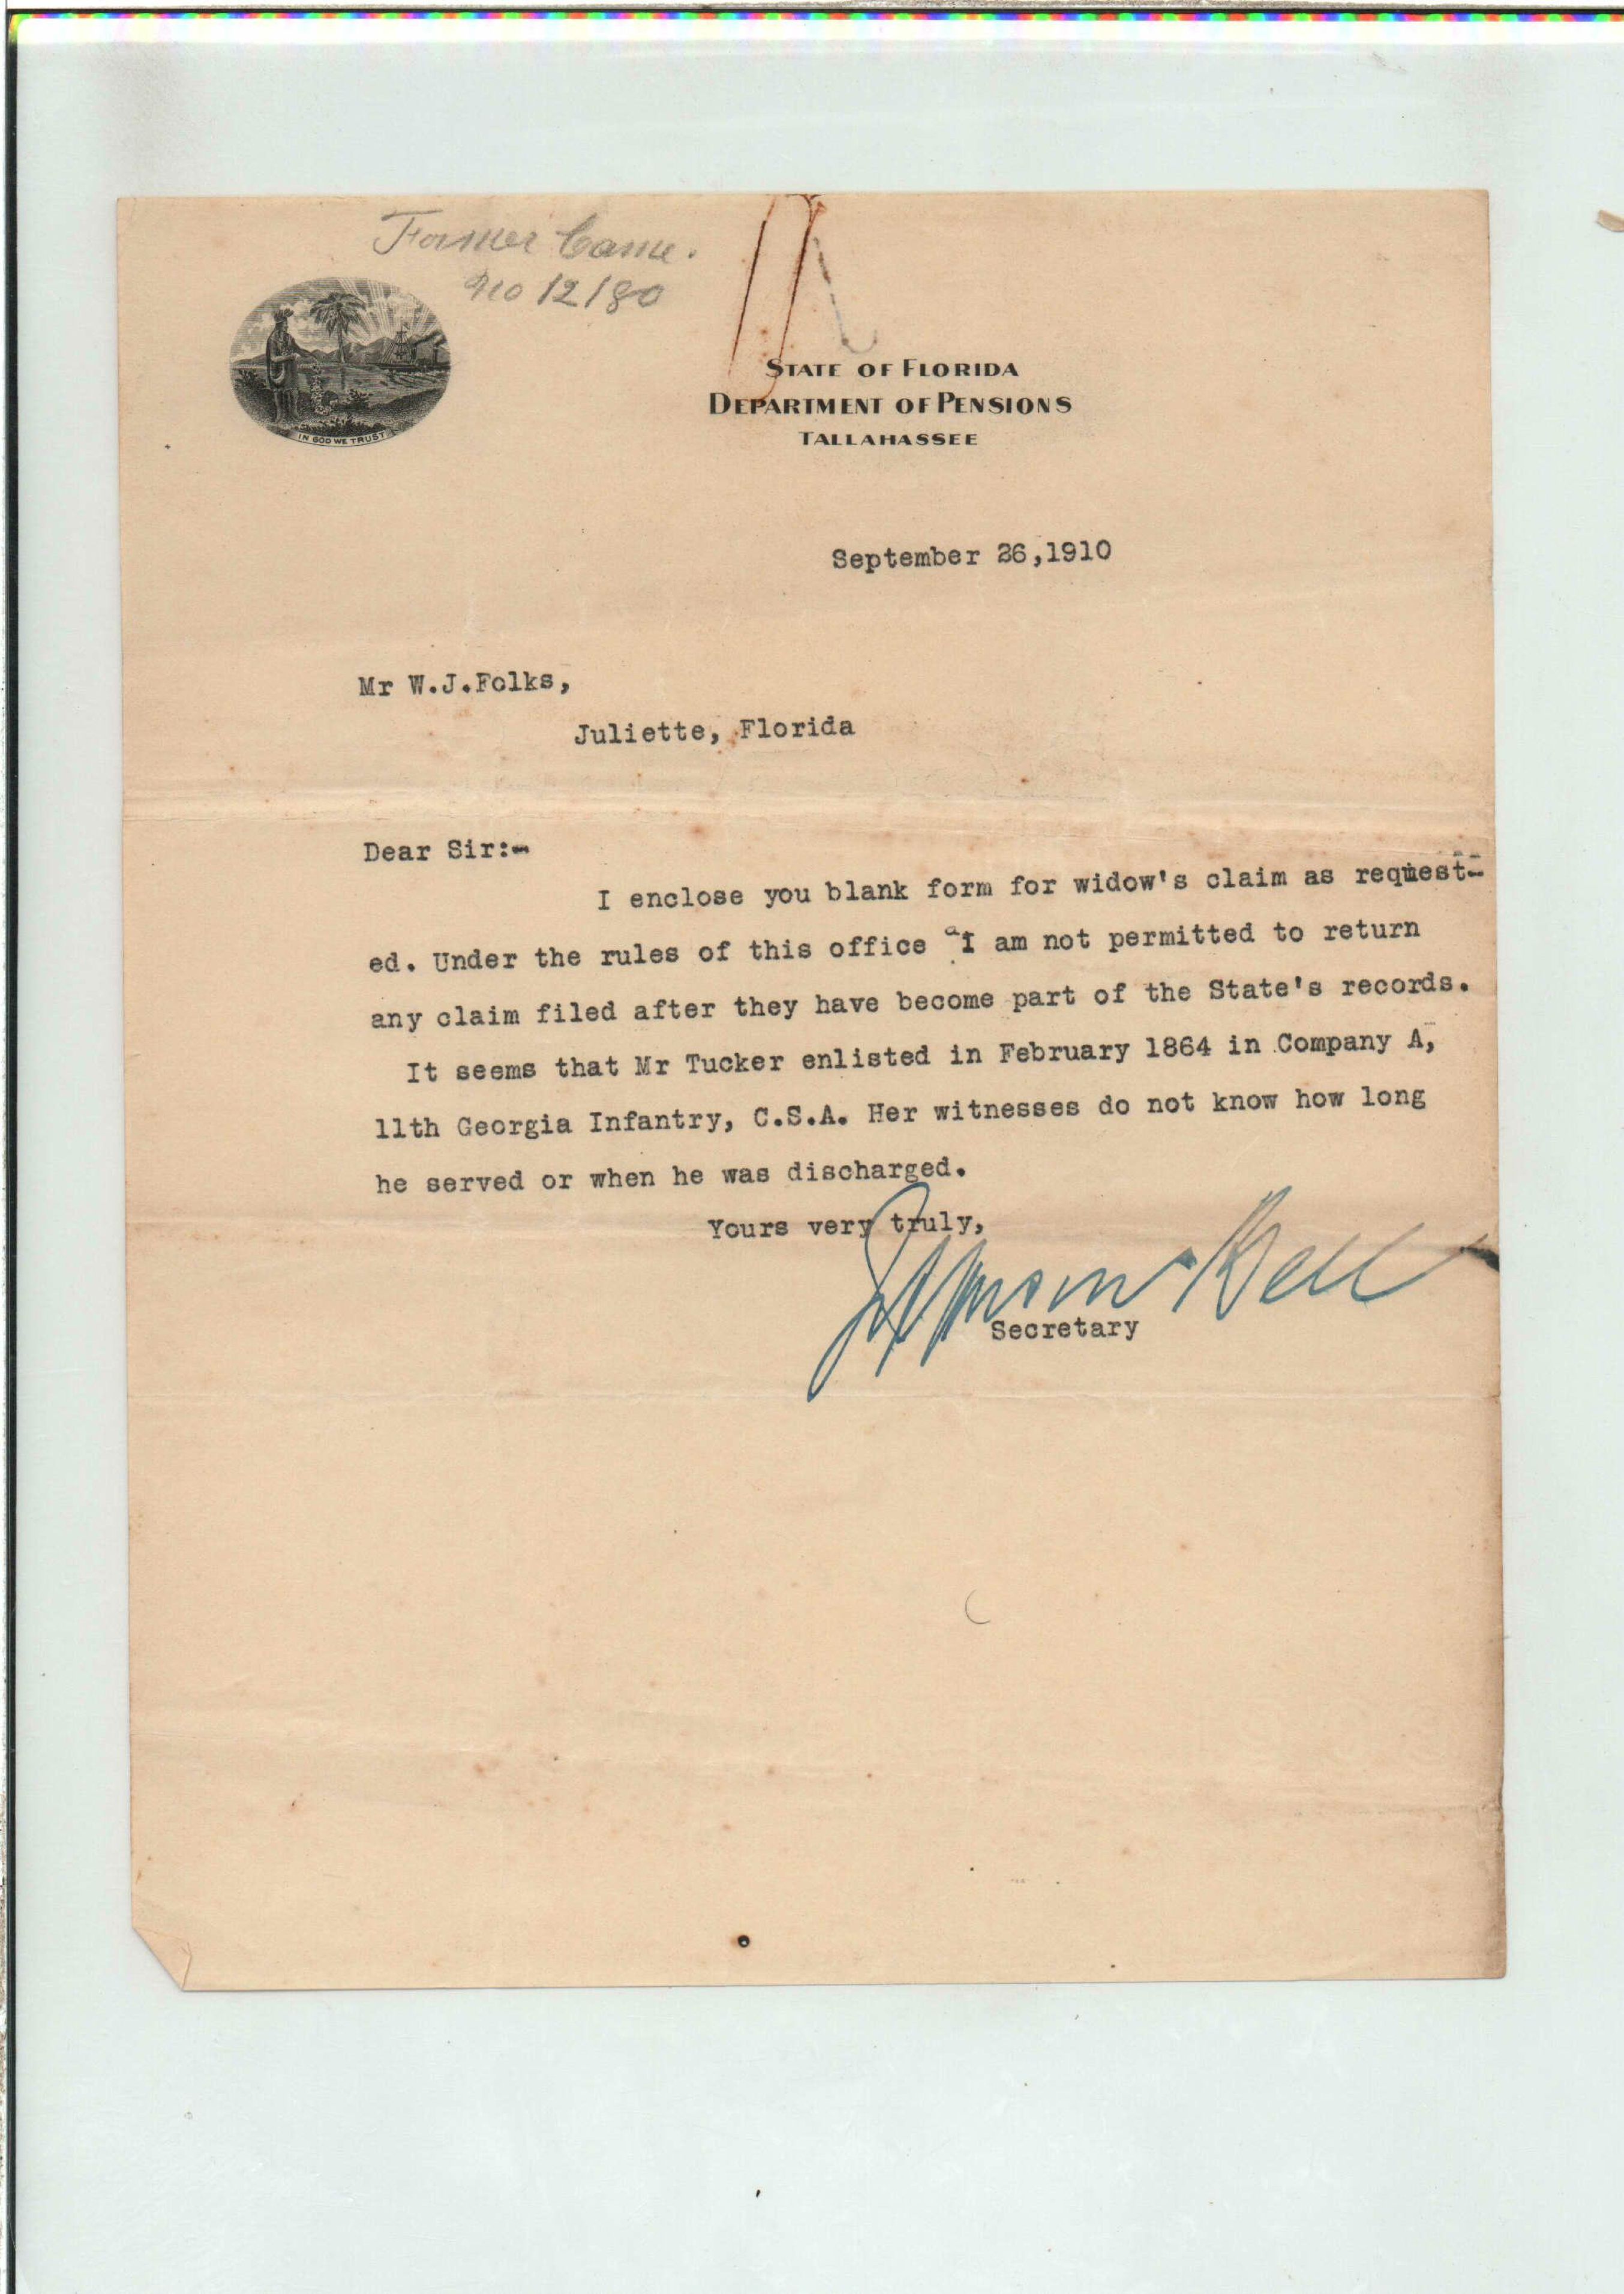 Former Came.
No 12180
IN GOD WE TRUST
STATE OF FLORIDA
DEPARTMENT OF PENSIONS
TALLAHASSEE
September 26,1910
Mr W.J.Folks,
Juliette, Florida
Dear Sir:-
I enclose you blank form for widow's claim as request-
ed. Under the rules of this office I am not permitted to return
any claim filed after they have become part of the State's records.
It seems that Mr Tucker enlisted in February 1864 in Company A,
11th Georgia Infantry, C.S.A. Her witnesses do not know how long
he served or when he was discharged.
Yours very truly,
Jefferson Bell
Secretary